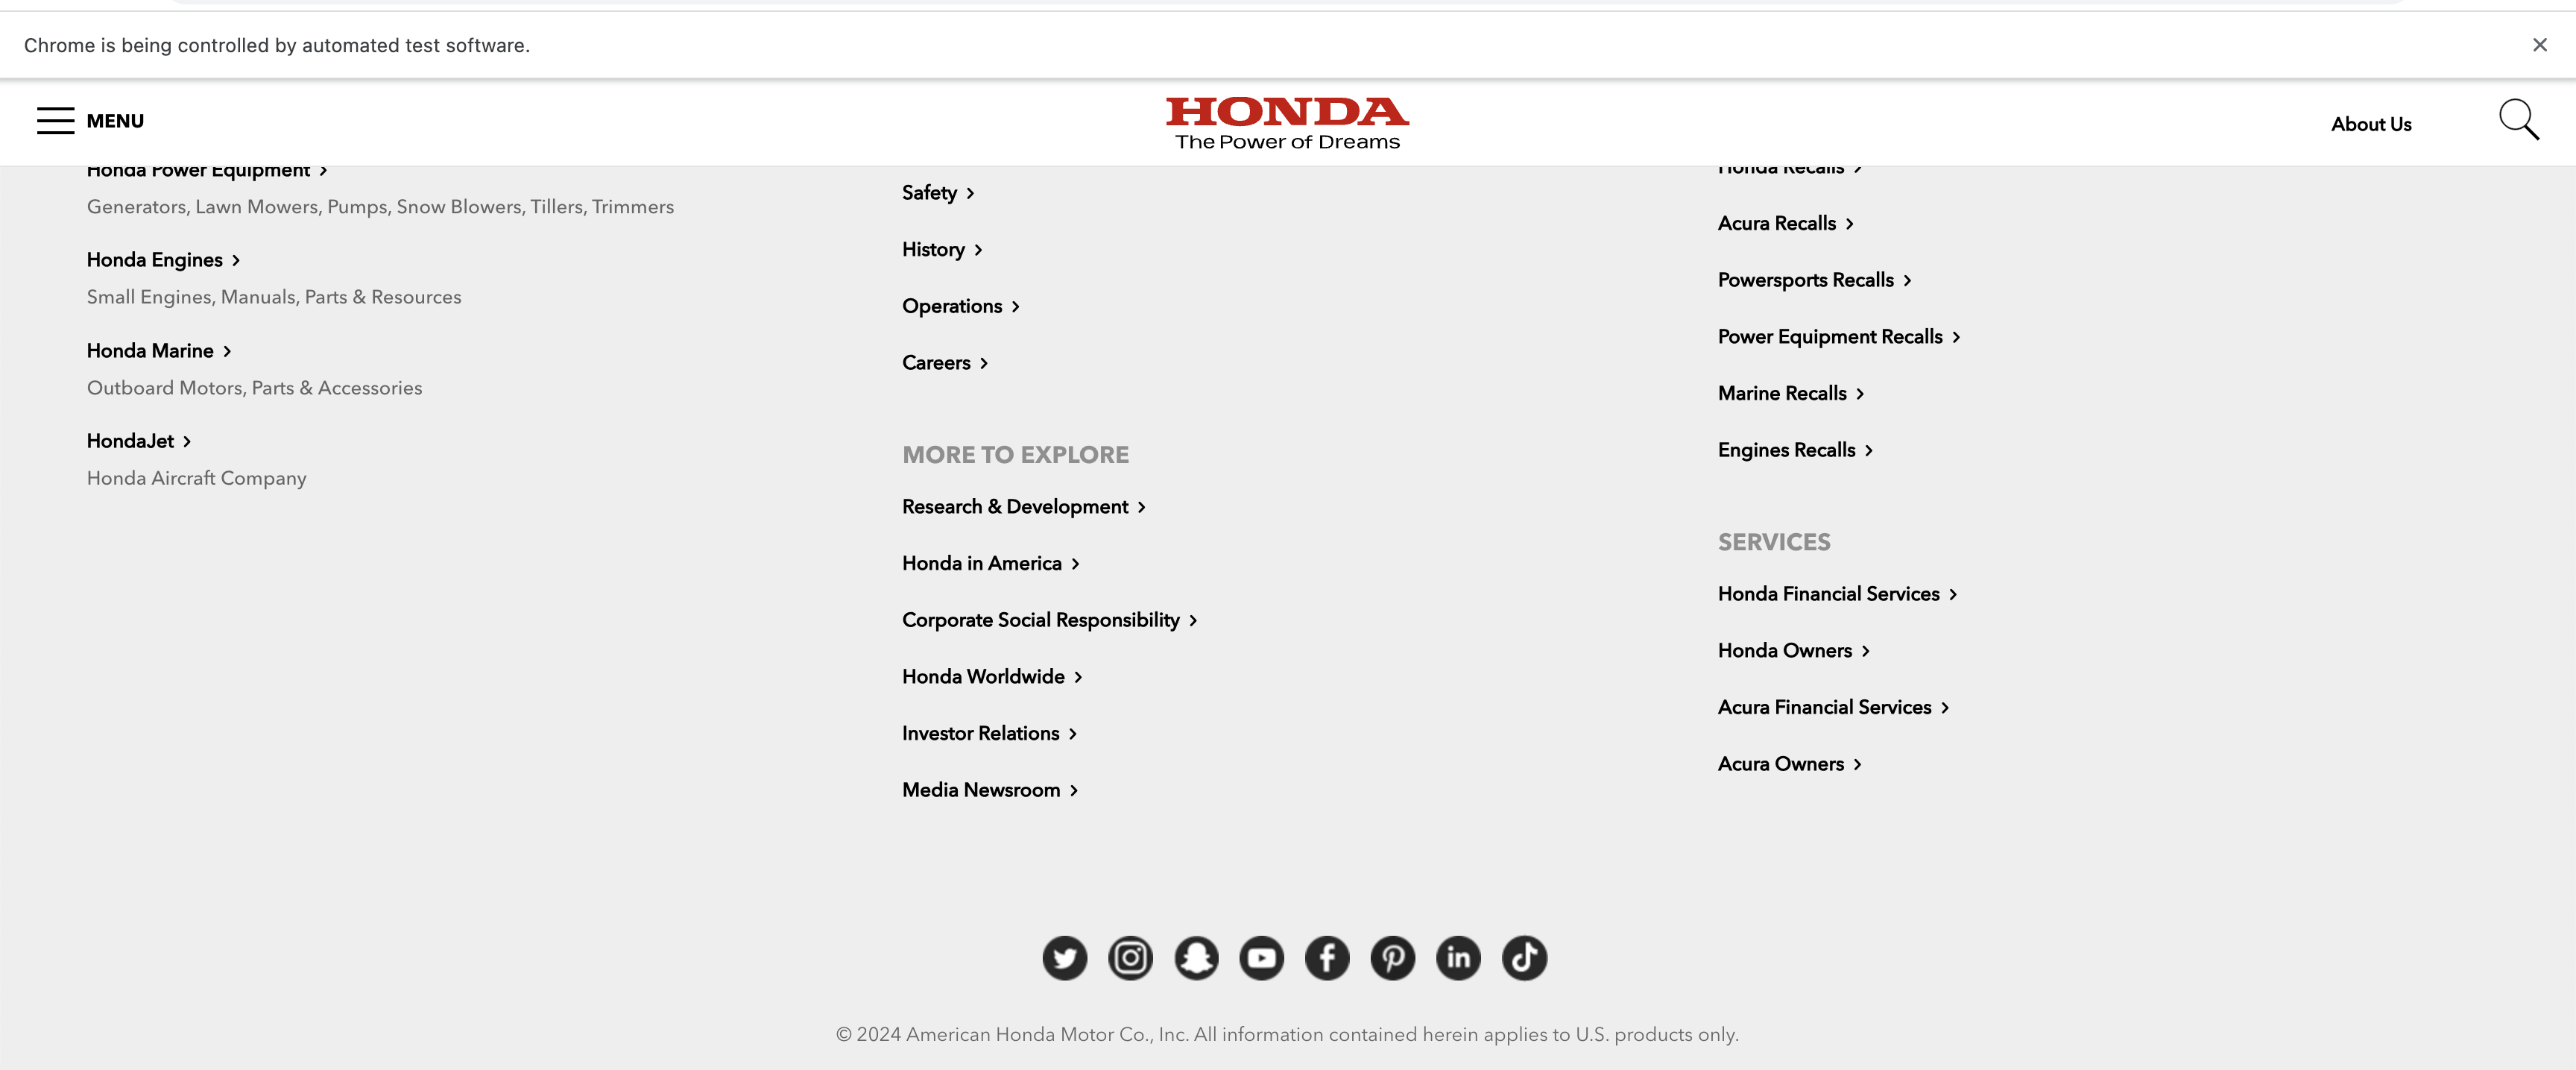 Chrome is being controlled by automated test software.
MENU
HONDA
The Power of Dreams
About Us
Honda Power Equipment
Generators, Lawn Mowers, Pumps, Snow Blowers, Tillers, Trimmers
Honda Engines
Small Engines, Manuals, Parts & Resources
Honda Marine
Outboard Motors, Parts & Accessories
HondaJet
Honda Aircraft Company
Safety
History
Operations
Careers
MORE TO EXPLORE
Research & Development
Honda in America
Corporate Social Responsibility
Honda Worldwide
Investor Relations
Media Newsroom
Honda Recalls
Acura Recalls
Powersports Recalls
Power Equipment Recalls
Marine Recalls
Engines Recalls
SERVICES
Honda Financial Services
Honda Owners
Acura Financial Services
Acura Owners
© 2024 American Honda Motor Co., Inc. All information contained herein applies to U.S. products only.